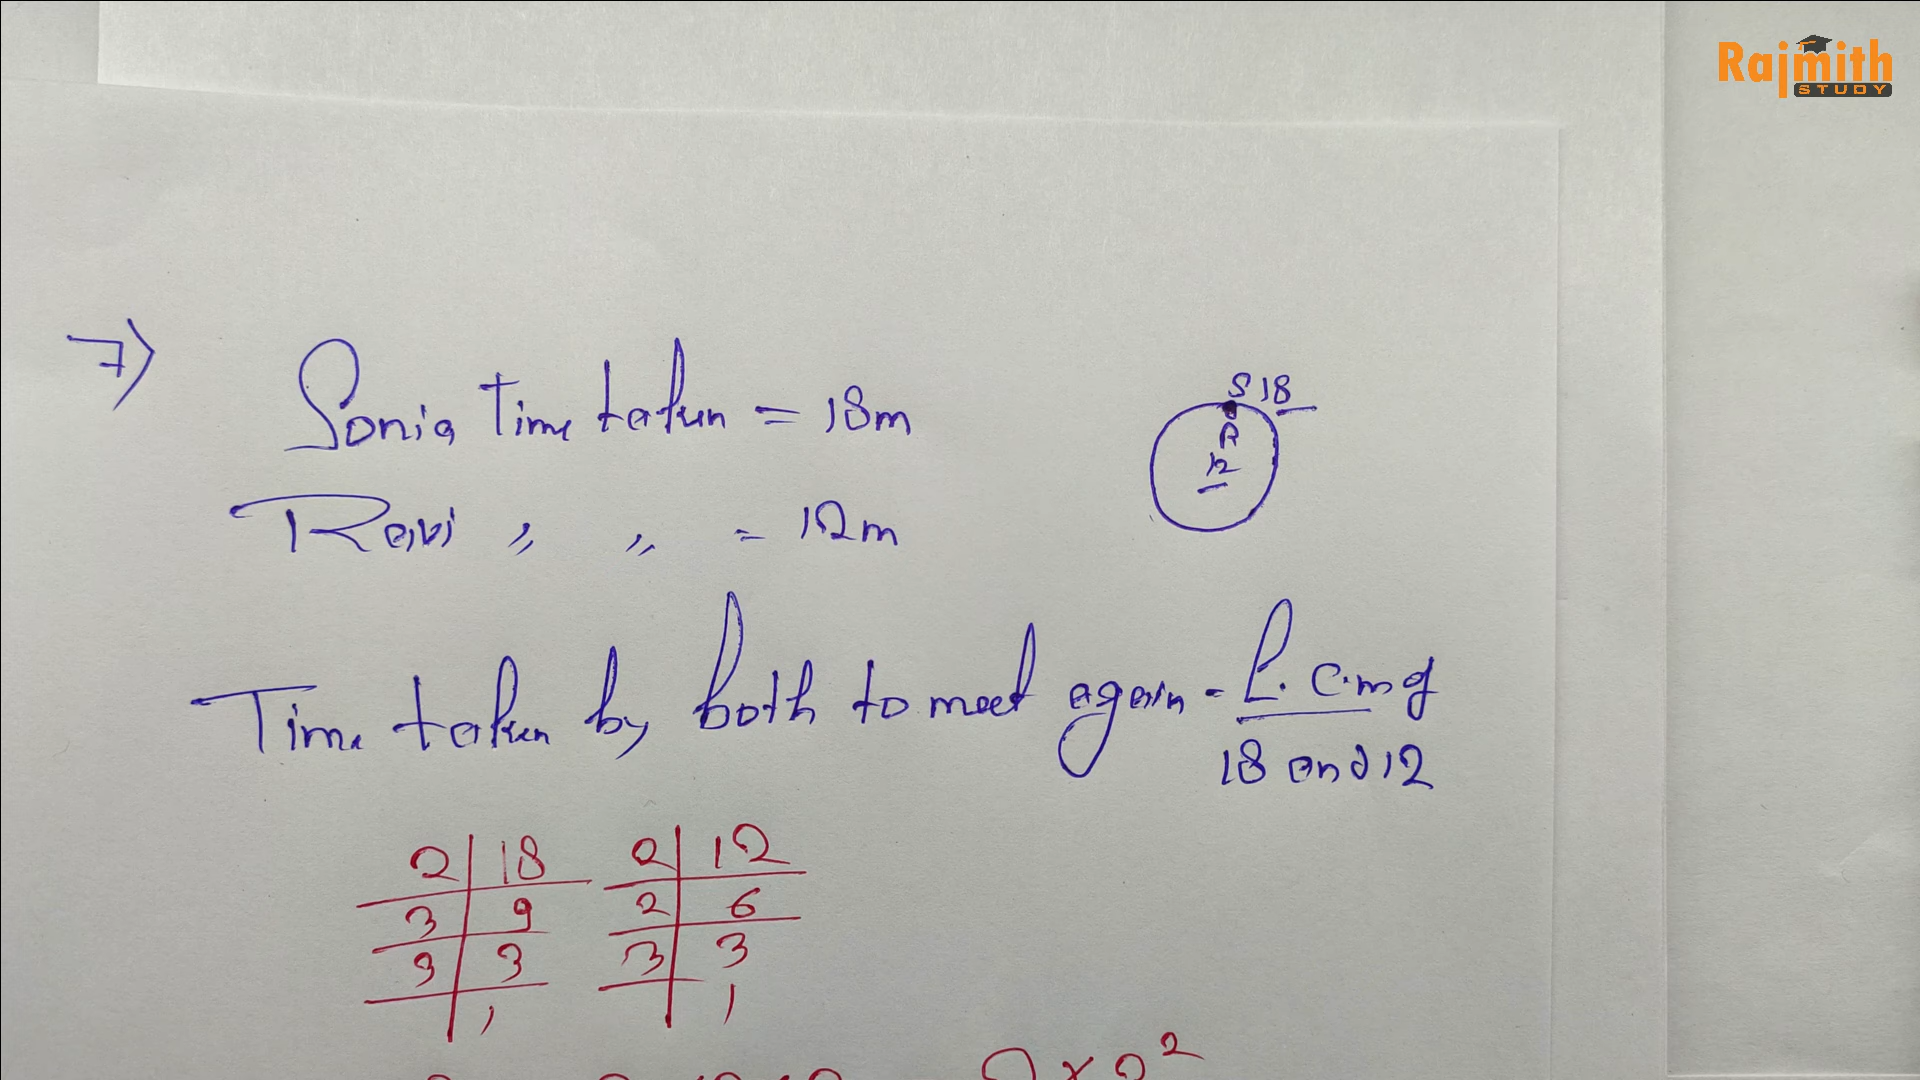 Rajmith
STUDY
7)
Sonia Time taken = 18m
S 18
R
12
Ravi " " = 12m
Time taken by both to meet again = L.C.M of
18 and 12
2 | 18
3 | 9
3 | 3
1
2 | 12
2 | 6
3 | 3
1